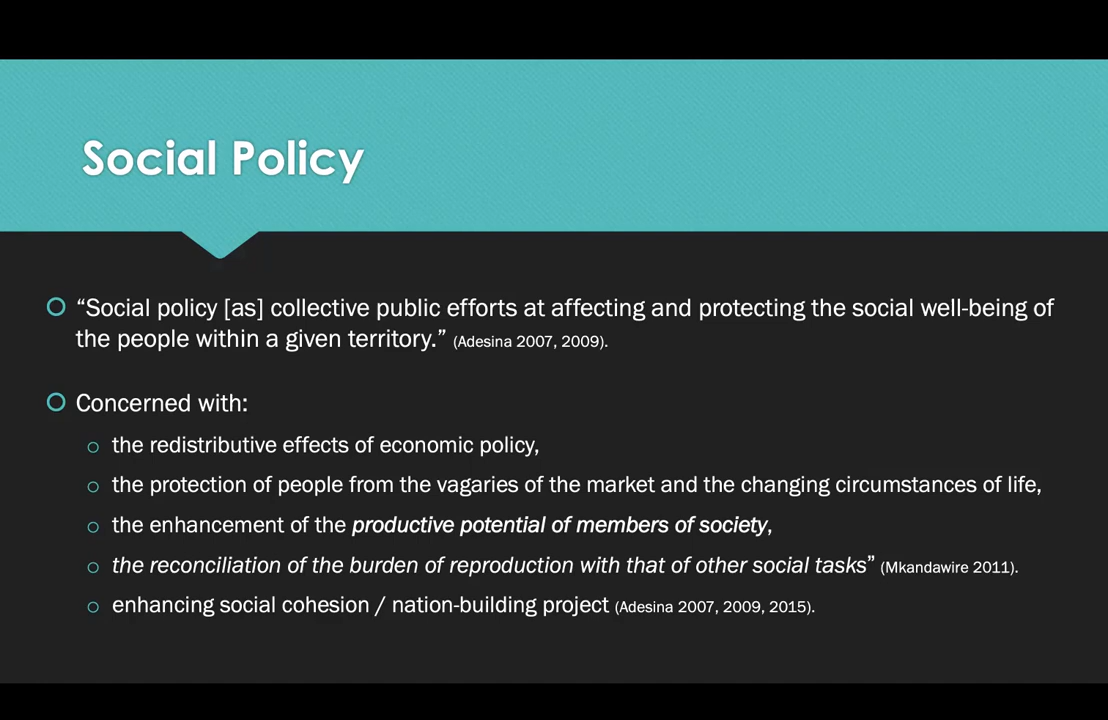 Social Policy
“Social policy [as] collective public efforts at affecting and protecting the social well-being of
the people within a given territory.” (Adesina 2007, 2009).
Concerned with:
the redistributive effects of economic policy,
the protection of people from the vagaries of the market and the changing circumstances of life,
the enhancement of the productive potential of members of society,
the reconciliation of the burden of reproduction with that of other social tasks” (Mkandawire 2011).
enhancing social cohesion / nation-building project (Adesina 2007, 2009, 2015).